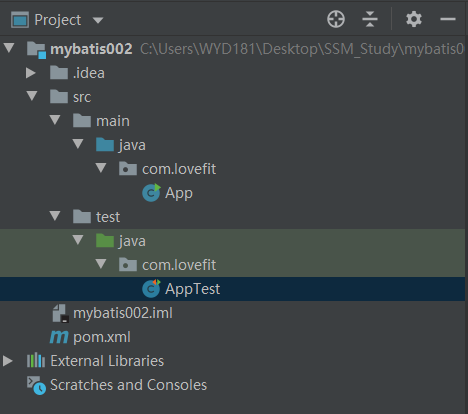 Project
mybatis002 C:\Users\WYD181\Desktop\SSM_Study\mybatis0
.idea
src
main
java
com.lovefit
App
test
java
com.lovefit
AppTest
mybatis002.iml
pom.xml
External Libraries
Scratches and Consoles